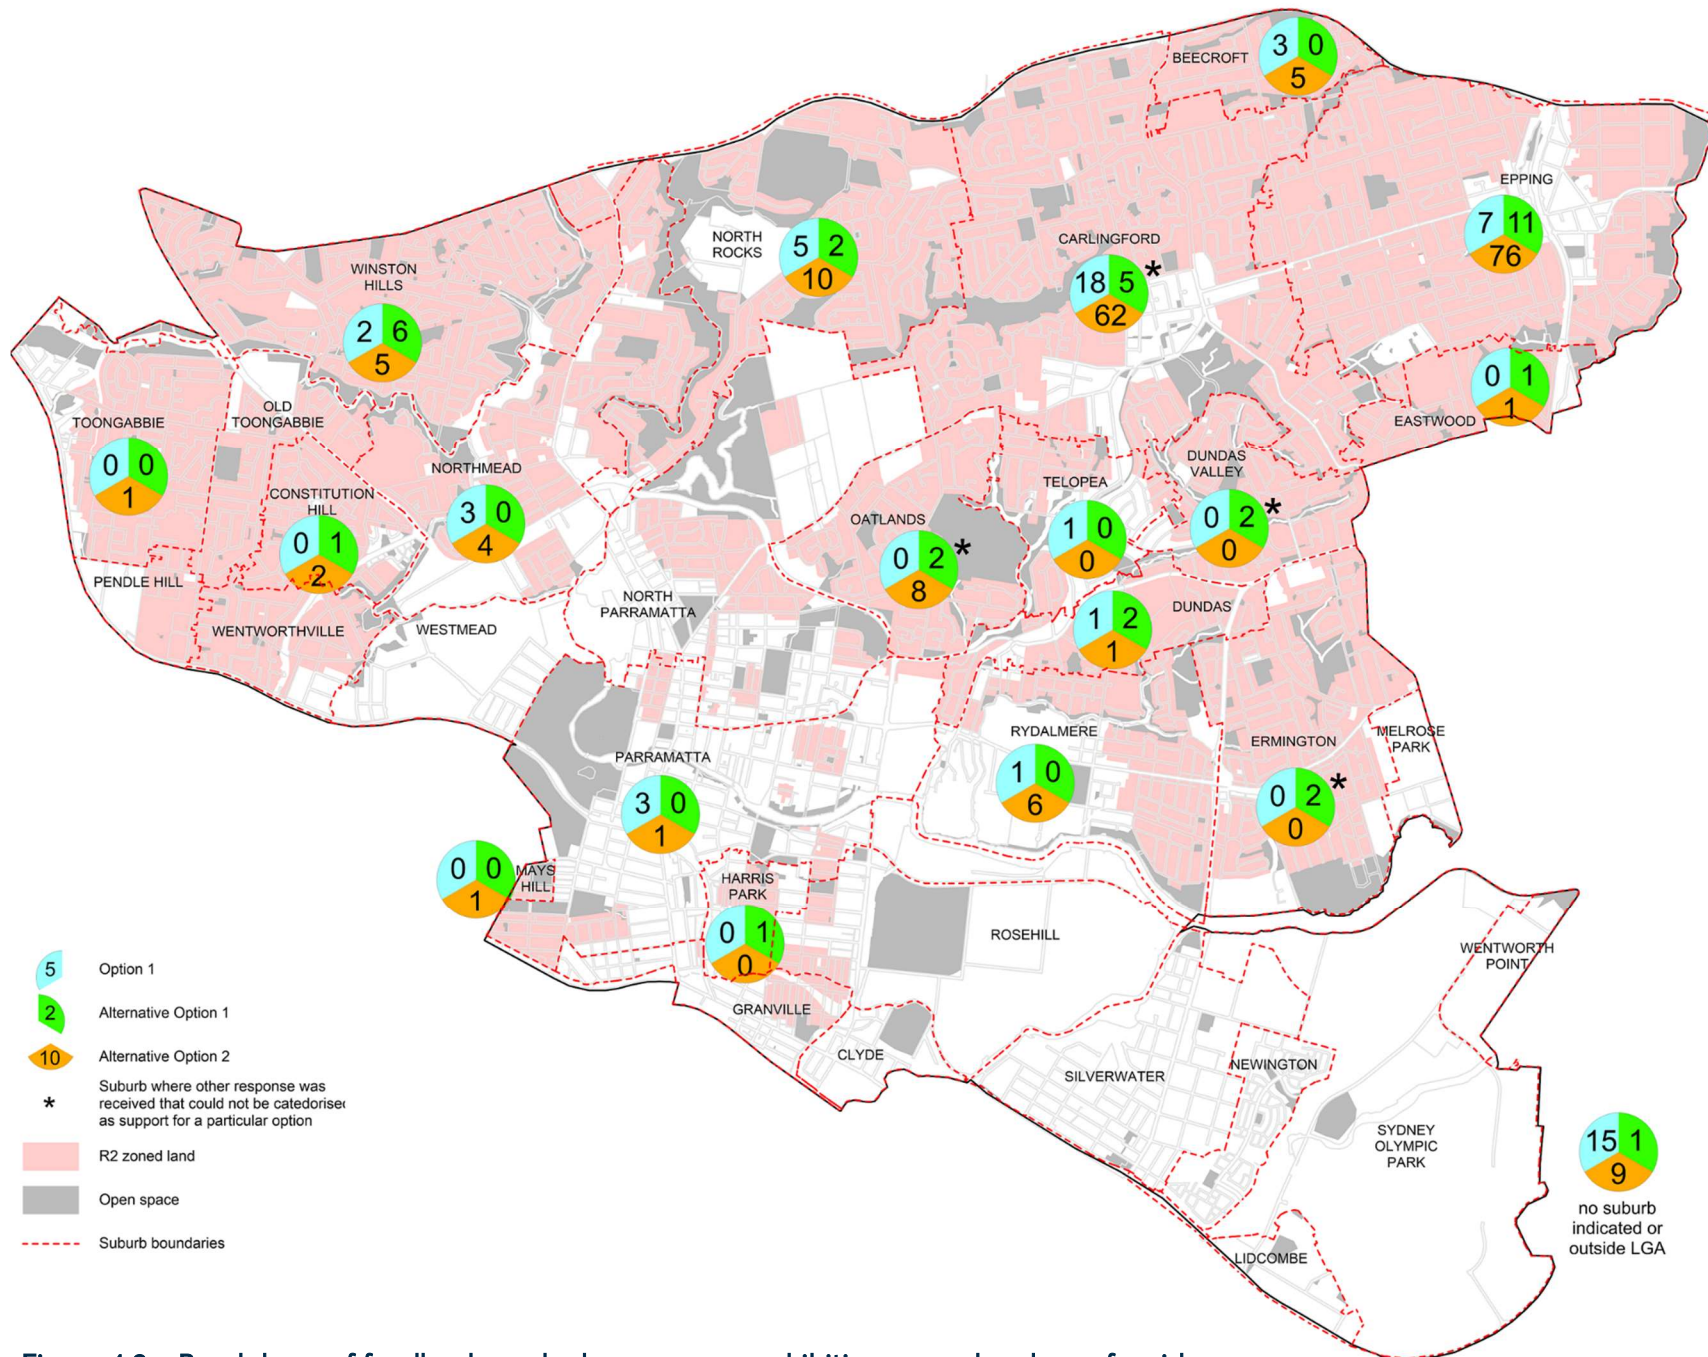 BEECROFT
3 0
5
EPPING
7 11
76
NORTH
ROCKS
5 2
10
CARLINGFORD
18 5 *
62
WINSTON
HILLS
2 6
5
0 1
1
EASTWOOD
TOONGABBIE
0 0
1
OLD
TOONGABBIE
NORTHMEAD
3 0
4
CONSTITUTION
HILL
0 1
2
DUNDAS
VALLEY
0 2 *
0
TELOPEA
1 0
0
OATLANDS
0 2 *
8
PENDLE HILL
WENTWORTHVILLE
WESTMEAD
NORTH
PARRAMATTA
DUNDAS
1 2
1
RYDALMERE
1 0
6
ERMINGTON
0 2 *
0
MELROSE
PARK
PARRAMATTA
3 0
1
MAYS
HILL
0 0
1
HARRIS
PARK
0 1
0
ROSEHILL
WENTWORTH
POINT
GRANVILLE
CLYDE
SILVERWATER
NEWINGTON
SYDNEY
OLYMPIC
PARK
LIDCOMBE
15 1
9
no suburb
indicated or
outside LGA
5 Option 1
2 Alternative Option 1
10 Alternative Option 2
* Suburb where other response was
received that could not be catedorised
as support for a particular option
R2 zoned land
Open space
Suburb boundaries